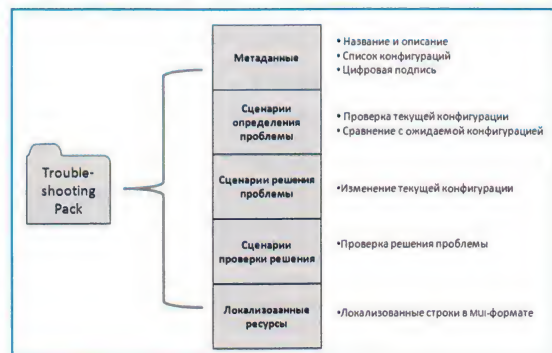 Trouble-
shooting
Pack
Метаданные
• Название и описание
• Список конфигураций
• Цифровая подпись
Сценарии
определения
проблемы
• Проверка текущей конфигурации
• Сравнение с ожидаемой конфигурацией
Сценарии решения
проблемы
•Изменение текущей конфигурации
Сценарии
проверки решения
•Проверка решения проблемы
Локализованные
ресурсы
•Локализованные строки в MUI-формате